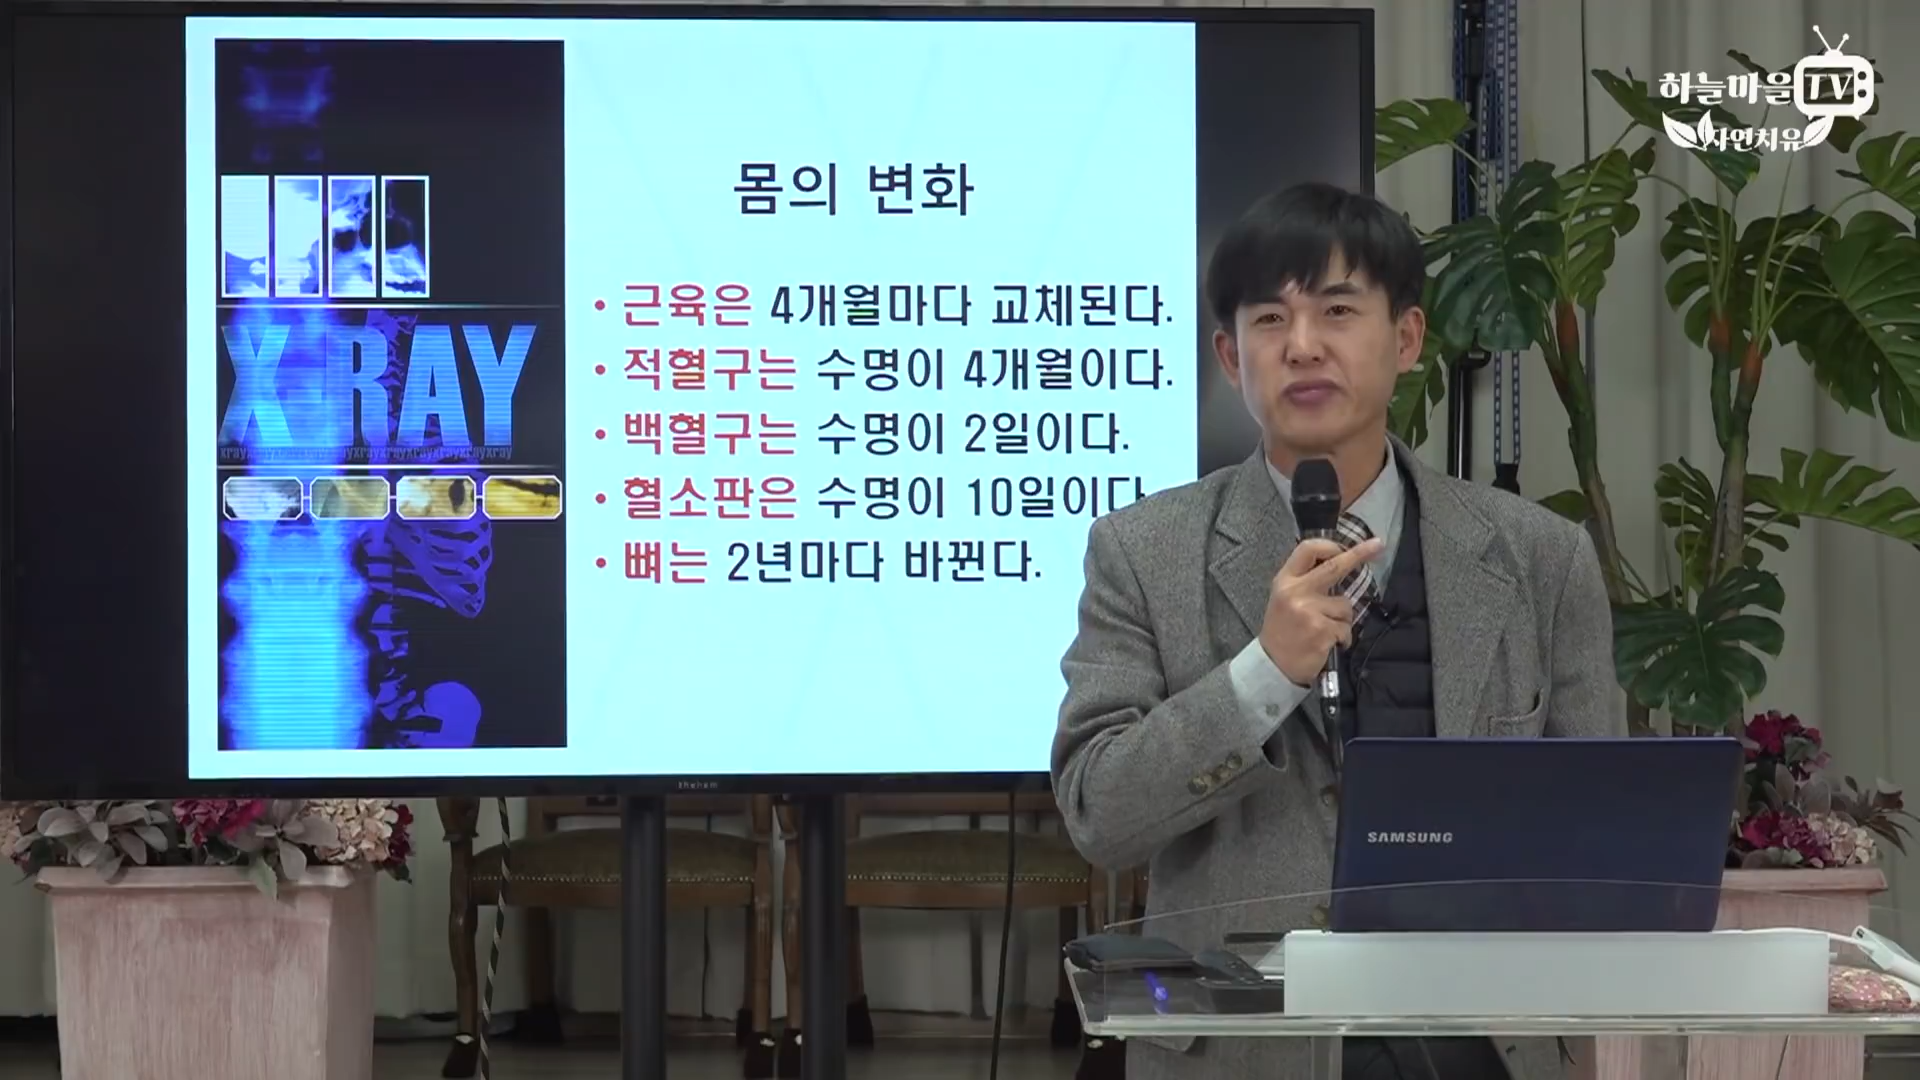 몸의 변화
• 근육은 4개월마다 교체된다.
• 적혈구는 수명이 4개월이다.
• 백혈구는 수명이 2일이다.
• 혈소판은 수명이 10일이다
• 뼈는 2년마다 바뀐다.
X RAY
하늘마을TV
자연치유
SAMSUNG